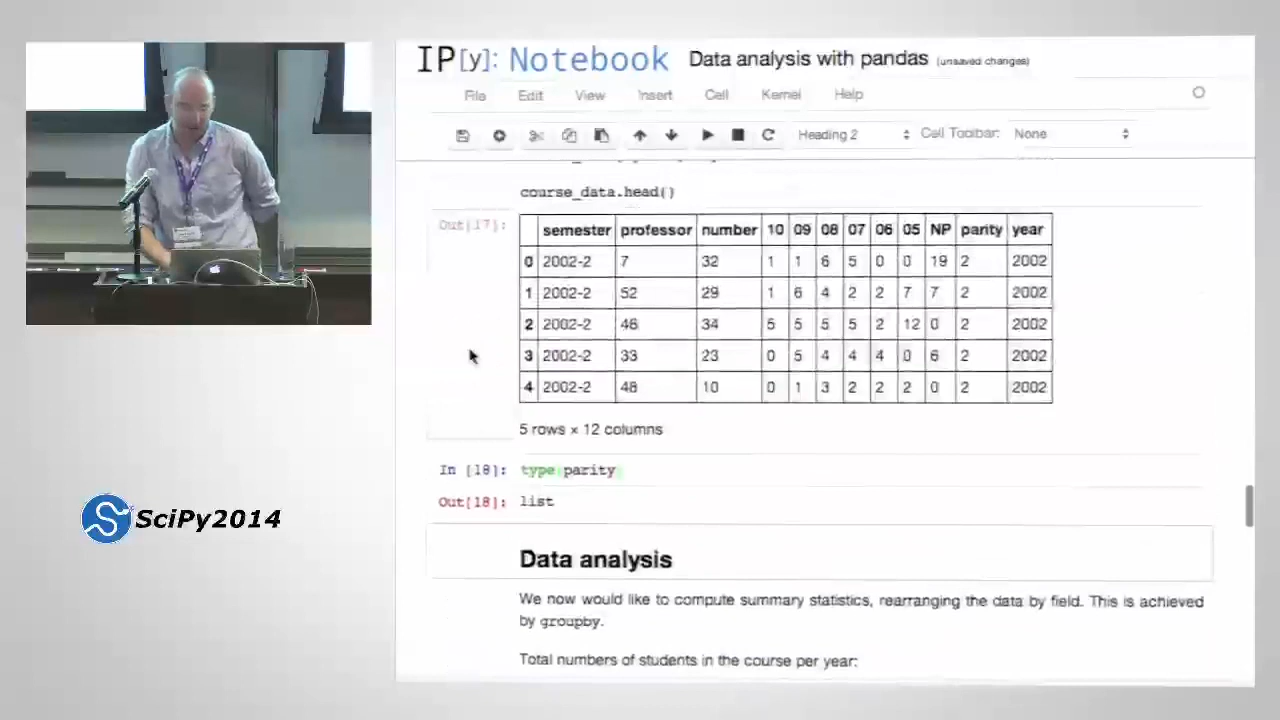 IP[y]: Notebook Data analysis with pandas (unsaved changes)
File Edit View Insert Cell Kernel Help
Heading 2 Cell Toolbar: None
course_data.head()
Out[17]:
semester professor number 10 09 08 07 06 05 NP parity year
0 2002-2 7 32 1 1 6 5 0 0 19 2 2002
1 2002-2 52 29 1 6 4 2 2 7 7 2 2002
2 2002-2 46 34 5 5 5 5 2 12 0 2 2002
3 2002-2 33 23 0 5 4 4 4 0 6 2 2002
4 2002-2 48 10 0 1 3 2 2 2 0 2 2002
5 rows × 12 columns
In [18]: type(parity)
Out[18]: list
SciPy2014
Data analysis
We now would like to compute summary statistics, rearranging the data by field. This is achieved
by groupby.
Total numbers of students in the course per year: